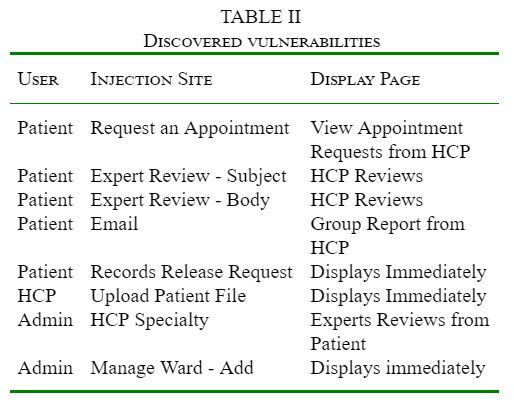 TABLE II
DISCOVERED VULNERABILITIES
USER INJECTION SITE DISPLAY PAGE
Patient Request an Appointment View Appointment
Requests from HCP
Patient Expert Review - Subject HCP Reviews
Patient Expert Review - Body HCP Reviews
Patient Email Group Report from
HCP
Patient Records Release Request Displays Immediately
HCP Upload Patient File Displays Immediately
Admin HCP Specialty Experts Reviews from
Patient
Admin Manage Ward - Add Displays immediately